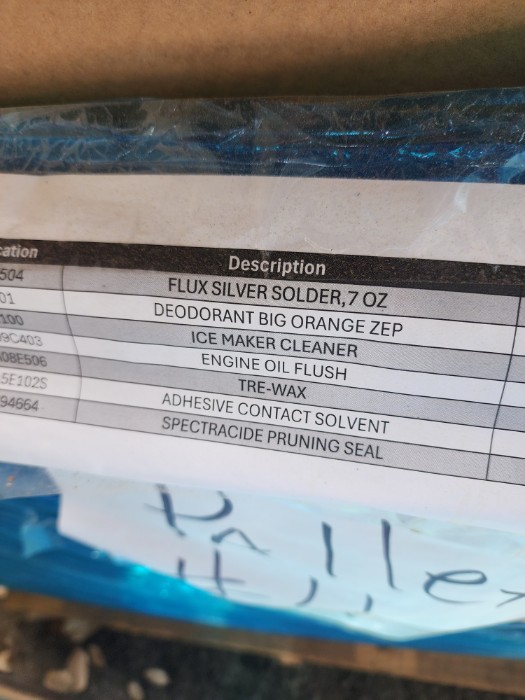 cation Description
504 FLUX SILVER SOLDER,7 OZ
01 DEODORANT BIG ORANGE ZEP
100 ICE MAKER CLEANER
9C403 ENGINE OIL FLUSH
08E506 TRE-WAX
5E102S ADHESIVE CONTACT SOLVENT
94664 SPECTRACIDE PRUNING SEAL